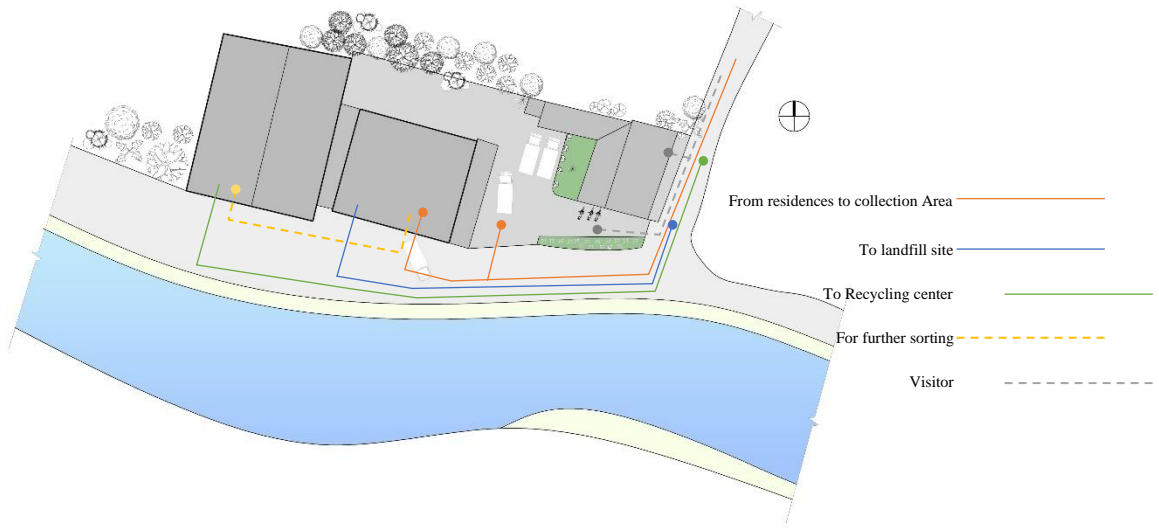 From residences to collection Area
To landfill site
To Recycling center
For further sorting
Visitor